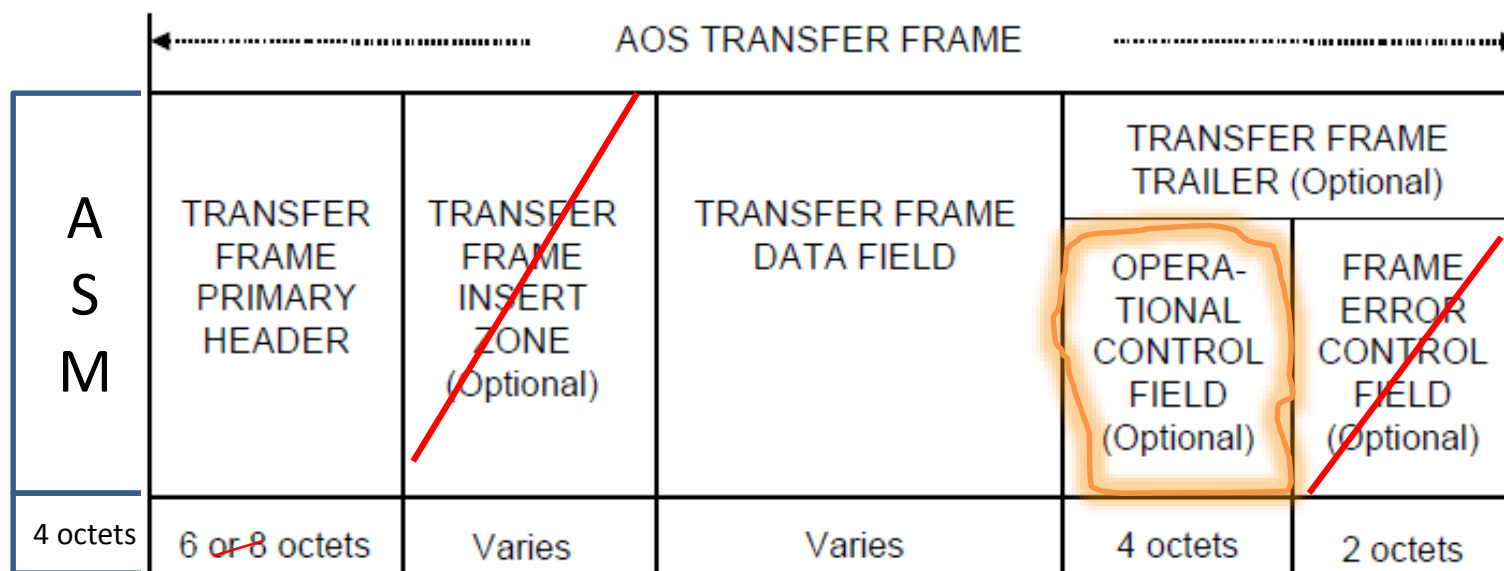 AOS TRANSFER FRAME
A
S
M
TRANSFER
FRAME
PRIMARY
HEADER
TRANSFER
FRAME
INSERT
ZONE
(Optional)
TRANSFER FRAME
DATA FIELD
TRANSFER FRAME
TRAILER (Optional)
OPERA-
TIONAL
CONTROL
FIELD
(Optional)
FRAME
ERROR
CONTROL
FIELD
(Optional)
4 octets
6 or 8 octets
Varies
Varies
4 octets
2 octets